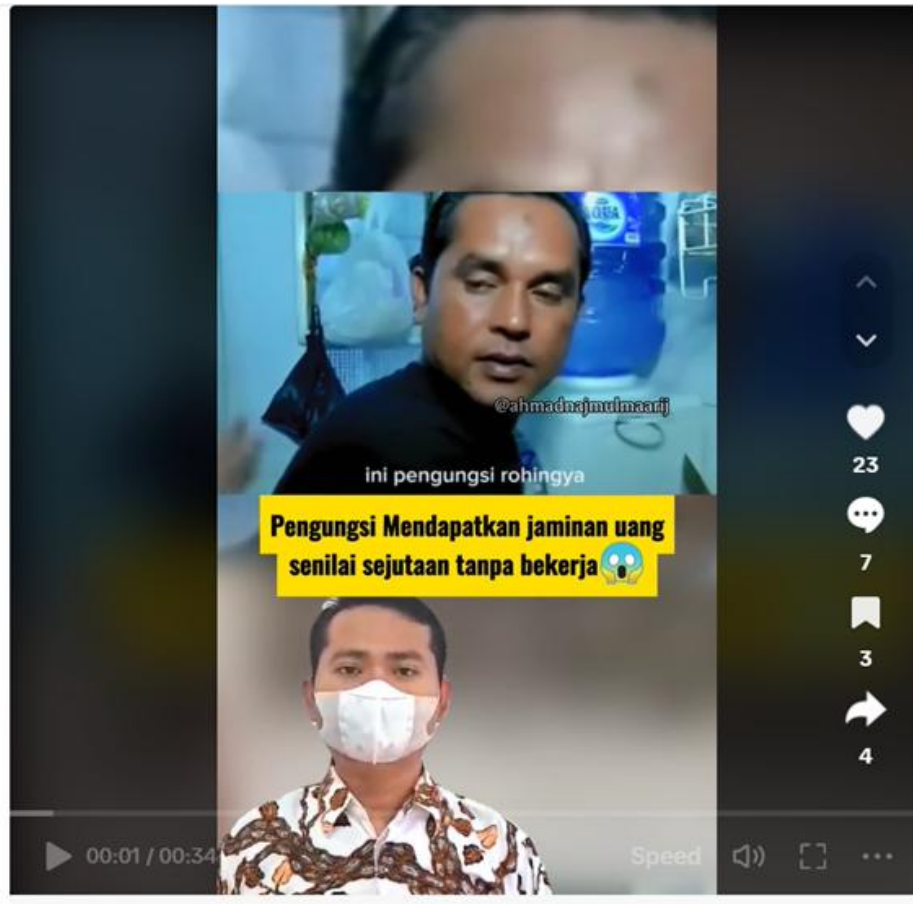 AQUA
@ahmadnajmulmaarij
ini pengungsi rohingya
Pengungsi Mendapatkan jaminan uang
senilai sejutaan tanpa bekerja😱
23
7
3
4
00:01 / 00:34
Speed